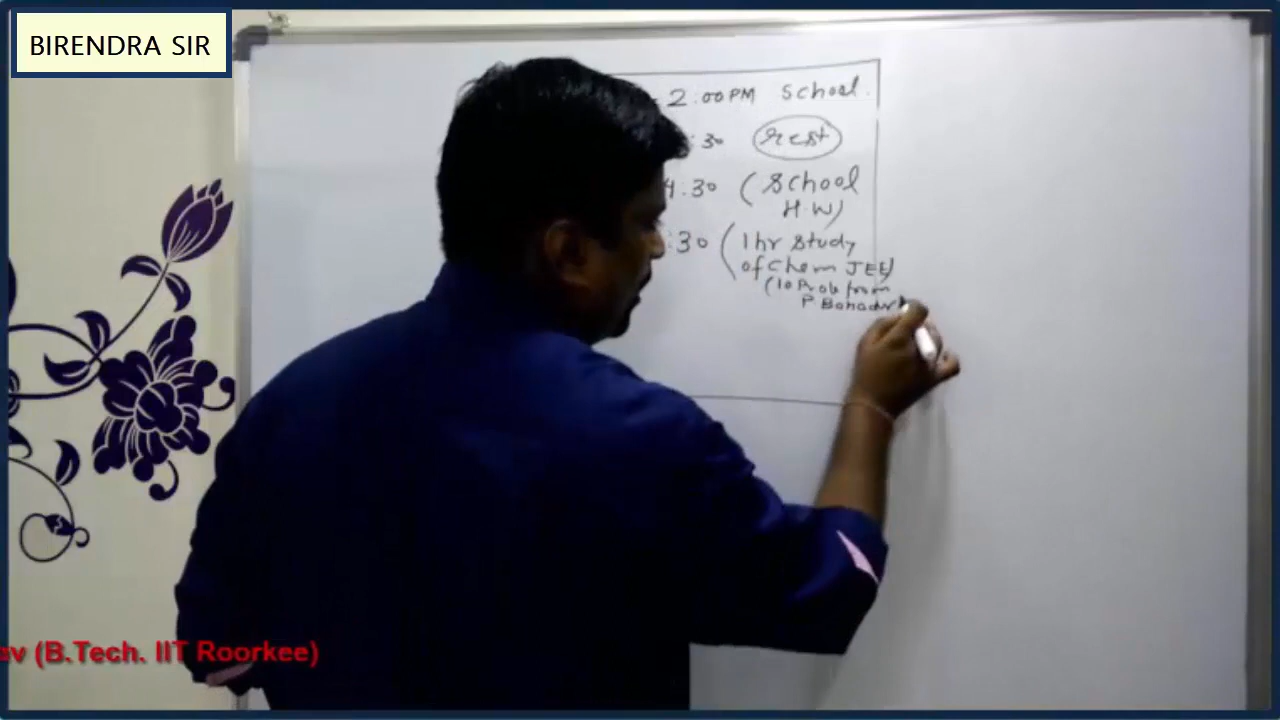 BIRENDRA SIR
2:00PM School.
:30 rest
4.30 (School
H.W)
:30 (1hr Study
of Chem JEE)
(10 Prob from
P Bahadur
av (B.Tech. IIT Roorkee)